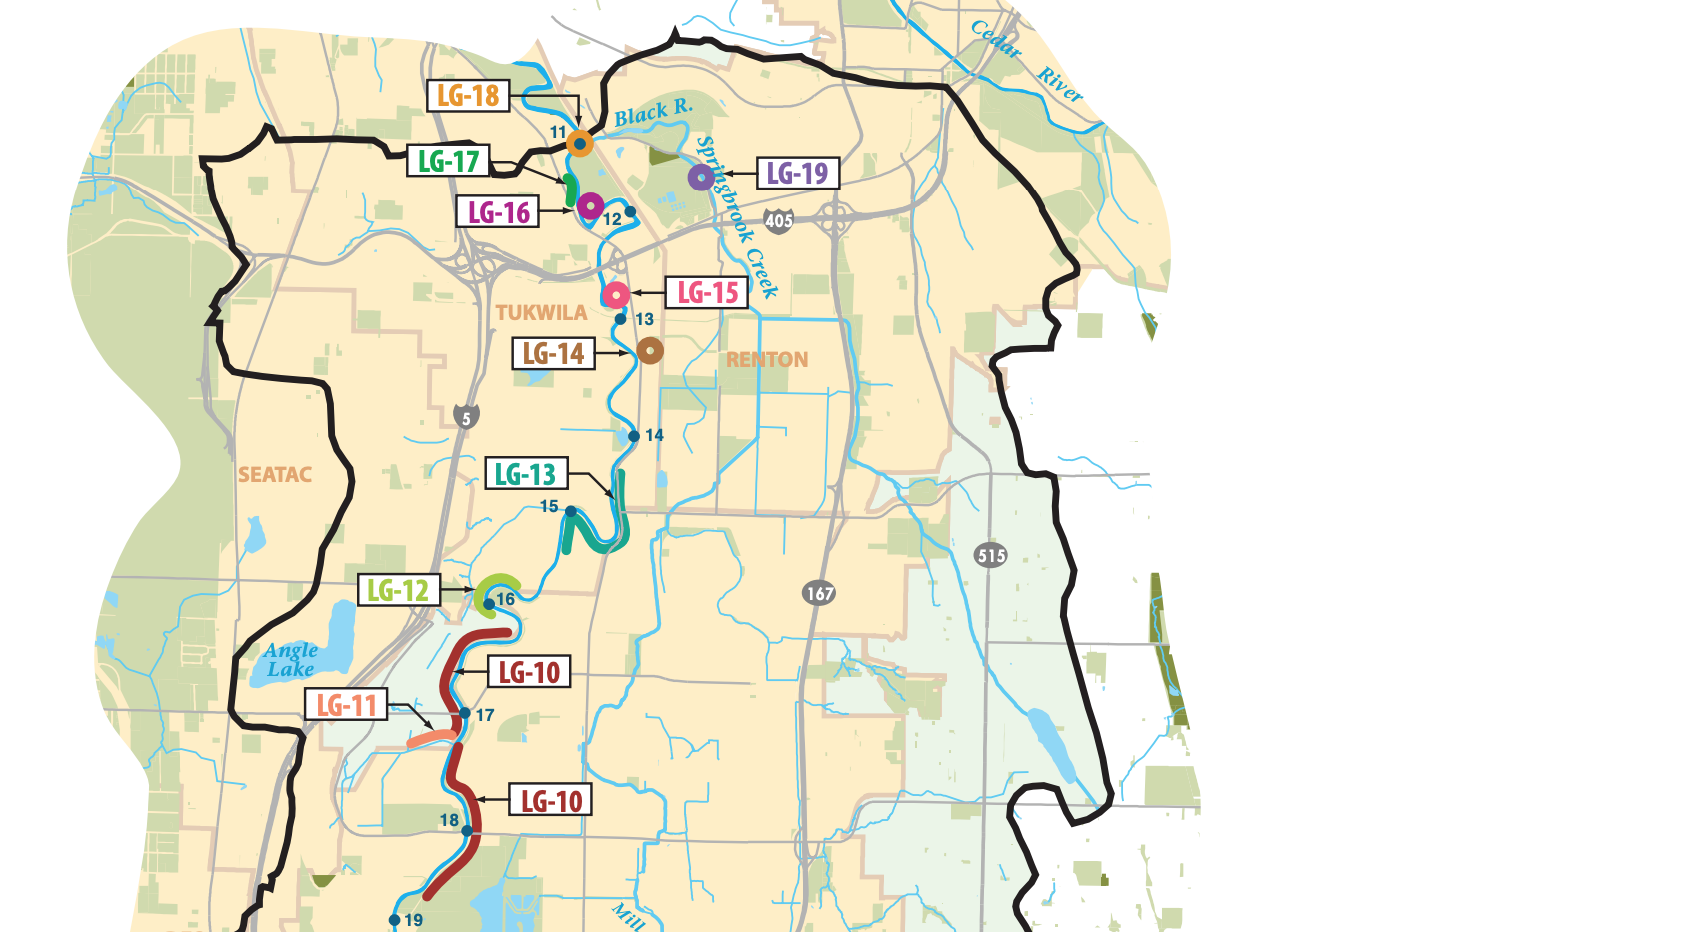 Cedar
River
LG-18
Black R.
11
LG-17
Springbrook Creek
LG-19
LG-16
12
405
LG-15
TUKWILA
13
LG-14
RENTON
5
14
SEATAC
LG-13
15
515
LG-12
16
167
Angle
Lake
LG-10
LG-11
17
LG-10
18
19
Mill